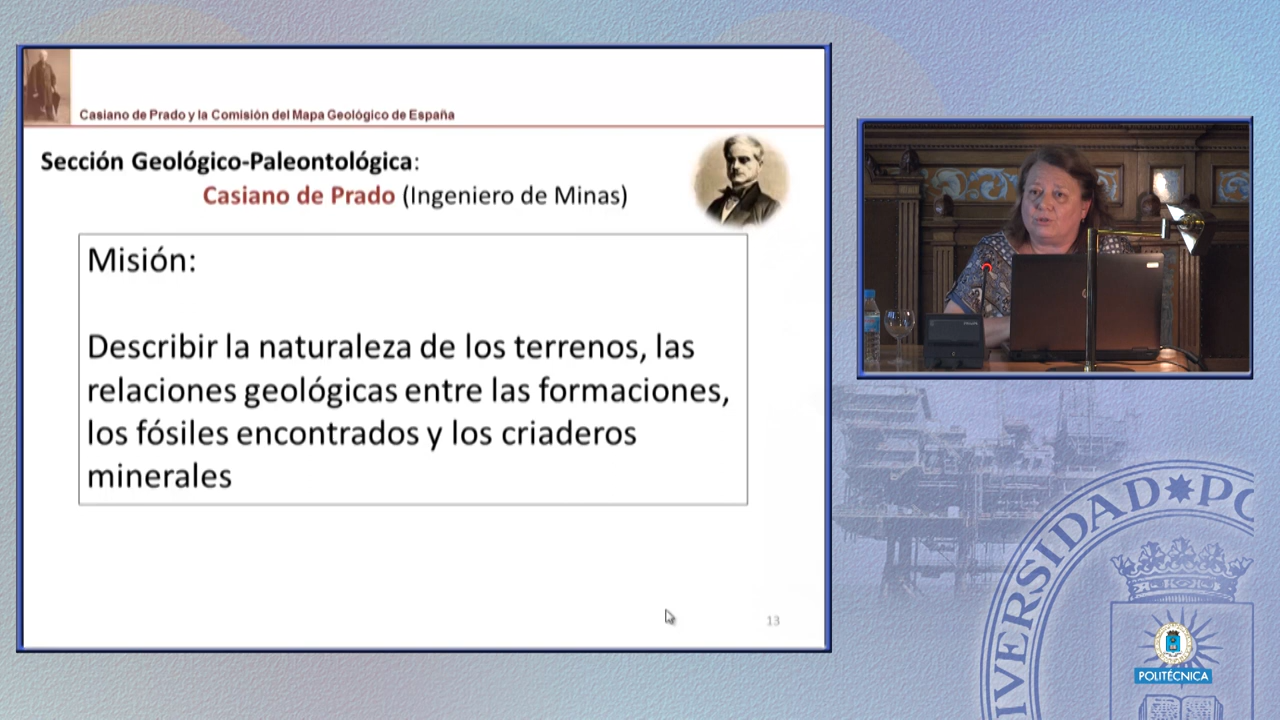 Casiano de Prado y la Comisión del Mapa Geológico de España
Sección Geológico-Paleontológica:
Casiano de Prado (Ingeniero de Minas)
Misión:
Describir la naturaleza de los terrenos, las
relaciones geológicas entre las formaciones,
los fósiles encontrados y los criaderos
minerales
13
IVERSIDAD PO
POLITÉCNICA